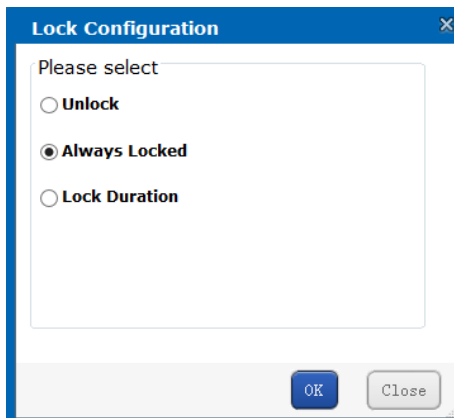 Lock Configuration
Please select
Unlock
Always Locked
Lock Duration
OK
Close